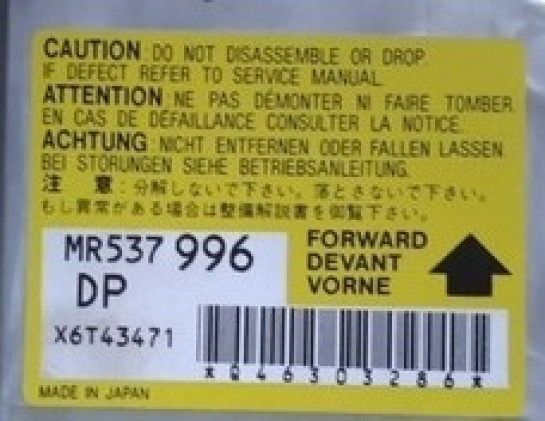 CAUTION: DO NOT DISASSEMBLE OR DROP.
IF DEFECT REFER TO SERVICE MANUAL.
ATTENTION: NE PAS DÉMONTER NI FAIRE TOMBER.
EN CAS DE DÉFAILLANCE CONSULTER LA NOTICE.
ACHTUNG: NICHT ENTFERNEN ODER FALLEN LASSEN.
BEI STÖRUNGEN SIEHE BETRIEBSANLEITUNG.
注 意:分解しないで下さい。落とさないで下さい。
もし異常がある場合は整備解説書を御覧下さい。
MR537 996
DP
X6T43471
FORWARD
DEVANT
VORNE
*Q46303286*
MADE IN JAPAN